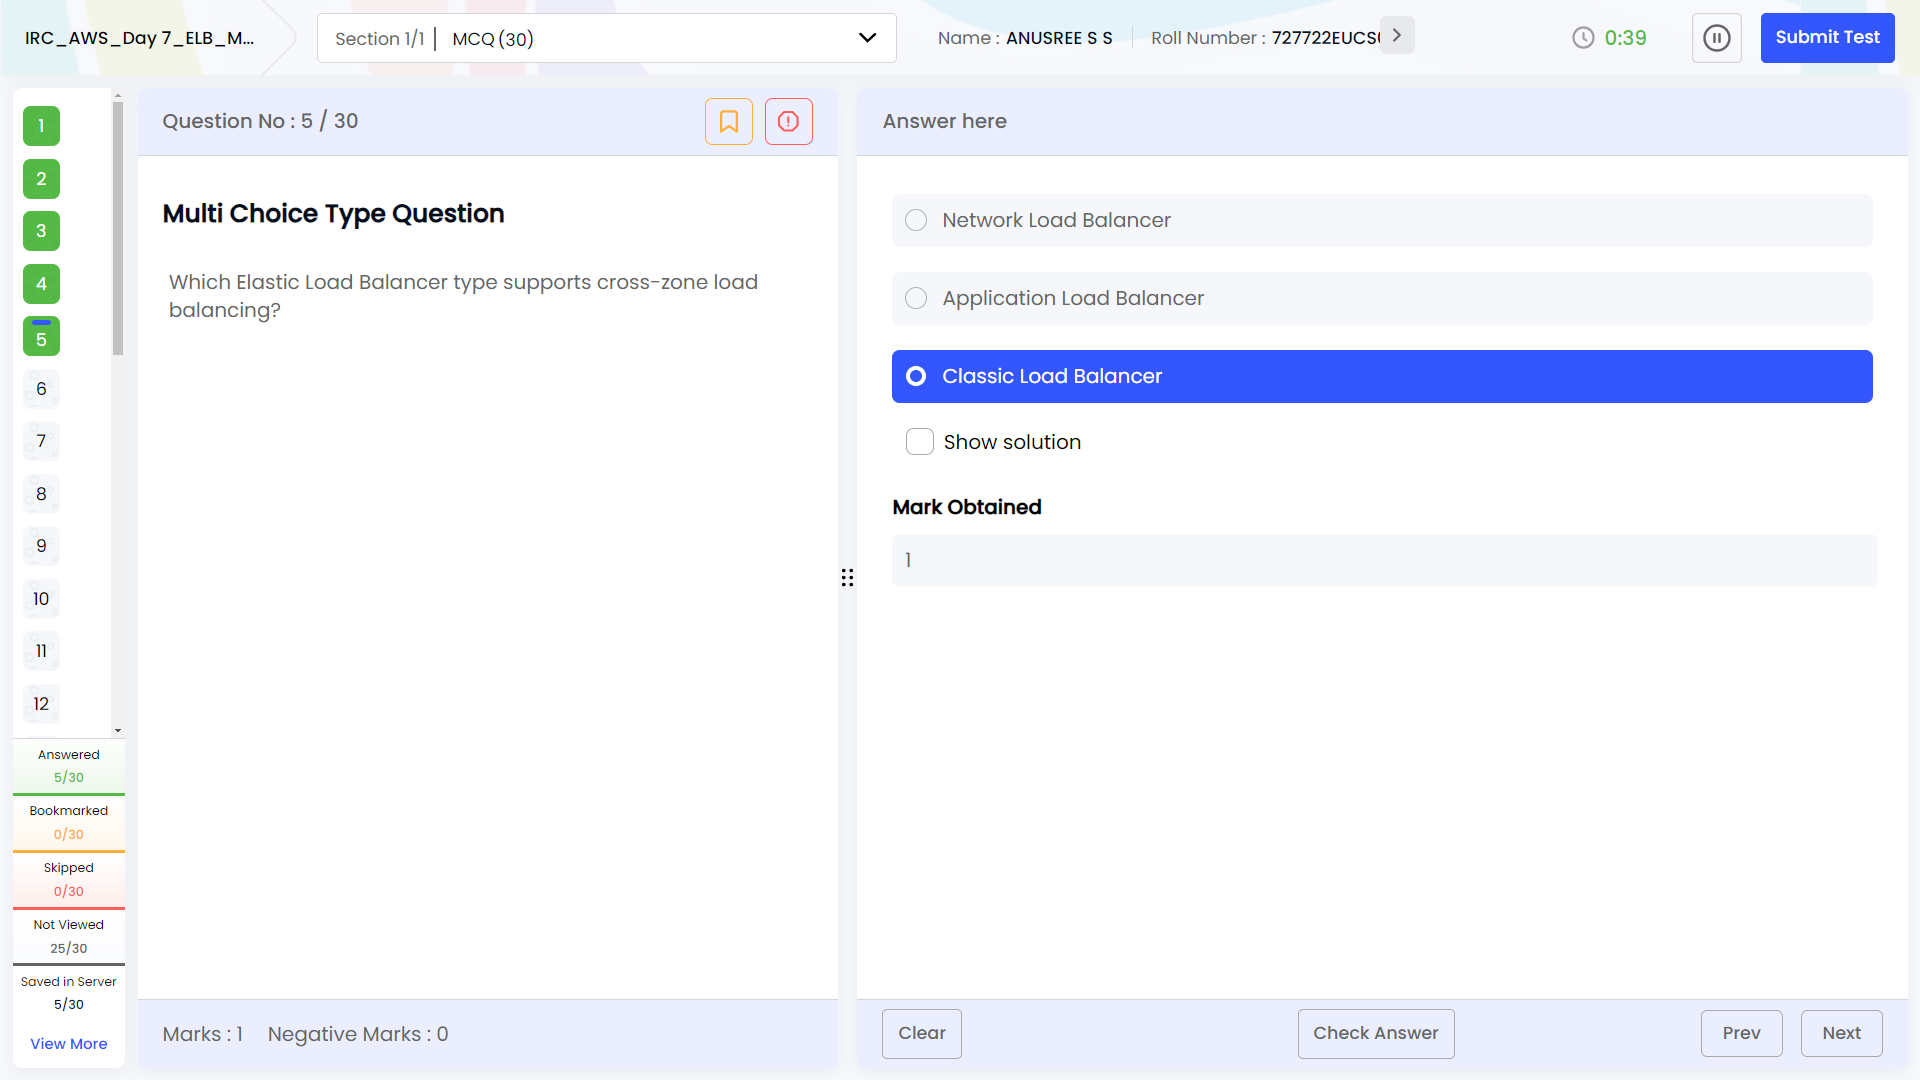 IRC_AWS_Day 7_ELB_M...
Section 1/1 | MCQ (30)
Name : ANUSREE S S
Roll Number : 727722EUCS
0:39
Submit Test
1
2
3
4
5
6
7
8
9
10
11
12
Answered
5/30
Bookmarked
0/30
Skipped
0/30
Not Viewed
25/30
Saved in Server
5/30
View More
Question No : 5 / 30
Multi Choice Type Question
Which Elastic Load Balancer type supports cross-zone load
balancing?
Marks : 1 Negative Marks : 0
Answer here
Network Load Balancer
Application Load Balancer
Classic Load Balancer
Show solution
Mark Obtained
1
Clear
Check Answer
Prev
Next